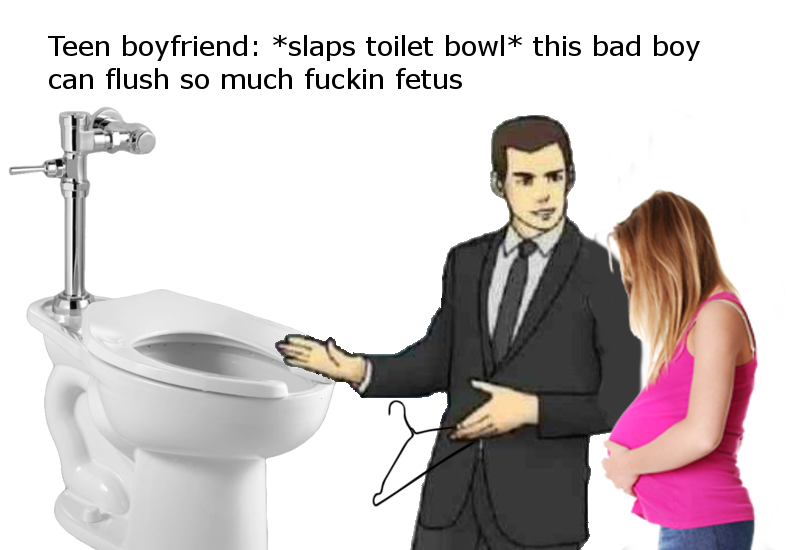 Teen boyfriend: *slaps toilet bowl* this bad boy
can flush so much fuckin fetus